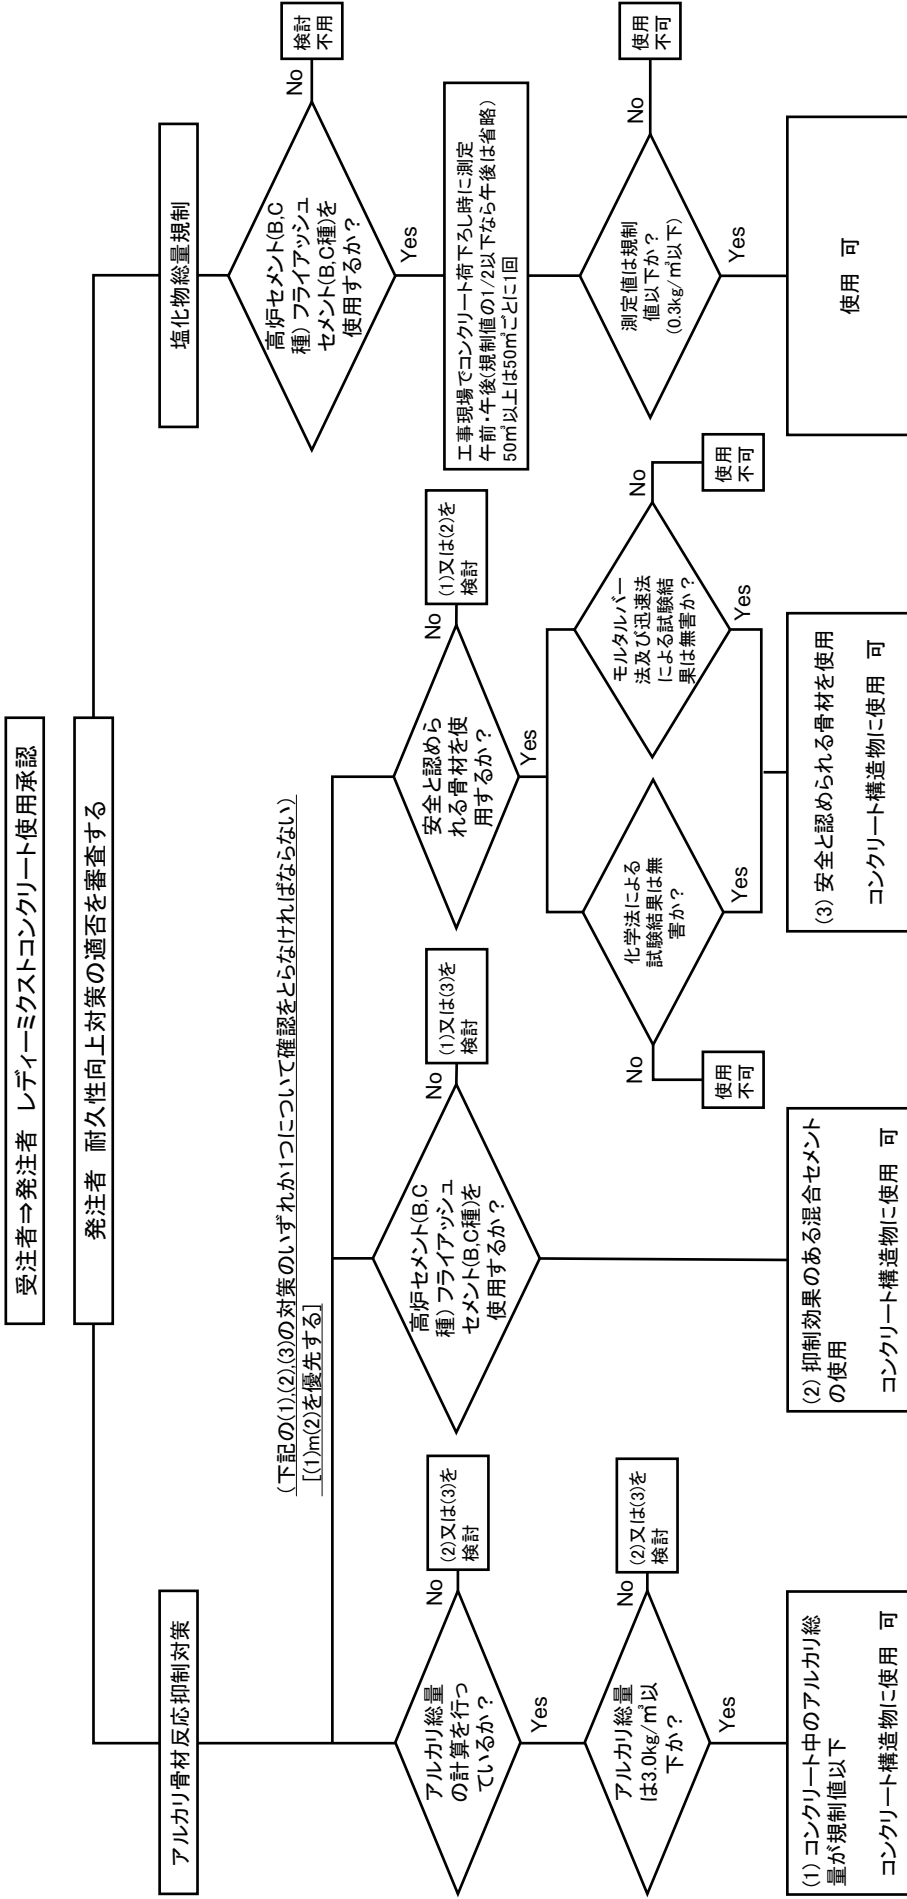 受注者⇒発注者 レディーミクストコンクリート使用承認
発注者 耐久性向上対策の適否を審査する
アルカリ骨材反応抑制対策
塩化物総量規制
(下記の(1),(2),(3)の対策のいずれか1つについて確認をとらなければならない)
[(1)m(2)を優先する]
アルカリ総量
の計算を行っ
ているか？
No
(2)又は(3)を
検討
Yes
アルカリ総量
は3.0kg/㎥以
下か？
No
(2)又は(3)を
検討
Yes
(1) コンクリート中のアルカリ総
量が規制値以下
コンクリート構造物に使用 可
高炉セメント(B,C
種) フライアッシュ
セメント(B,C種)を
使用するか？
No
(1)又は(3)を
検討
(2) 抑制効果のある混合セメント
の使用
コンクリート構造物に使用 可
安全と認めら
れる骨材を使
用するか？
No
(1)又は(2)を
検討
Yes
化学法による
試験結果は無
害か？
No
使用
不可
Yes
モルタルバー
法及び迅速法
による試験結
果は無害か？
No
使用
不可
Yes
(3) 安全と認められる骨材を使用
コンクリート構造物に使用 可
高炉セメント(B,C
種) フライアッシュ
セメント(B,C種)を
使用するか？
No
検討
不用
Yes
工事現場でコンクリート荷下ろし時に測定
午前・午後(規制値の1/2以下なら午後は省略)
50㎥以上は50㎥ごとに1回
測定値は規制
値以下か？
(0.3kg/㎥以下)
No
使用
不可
Yes
使用 可